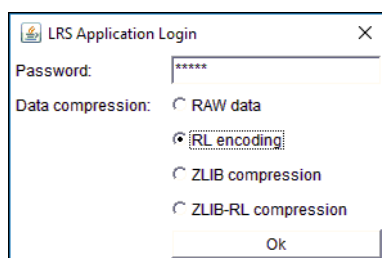 LRS Application Login
Password: *****
Data compression: RAW data
RL encoding
ZLIB compression
ZLIB-RL compression
Ok